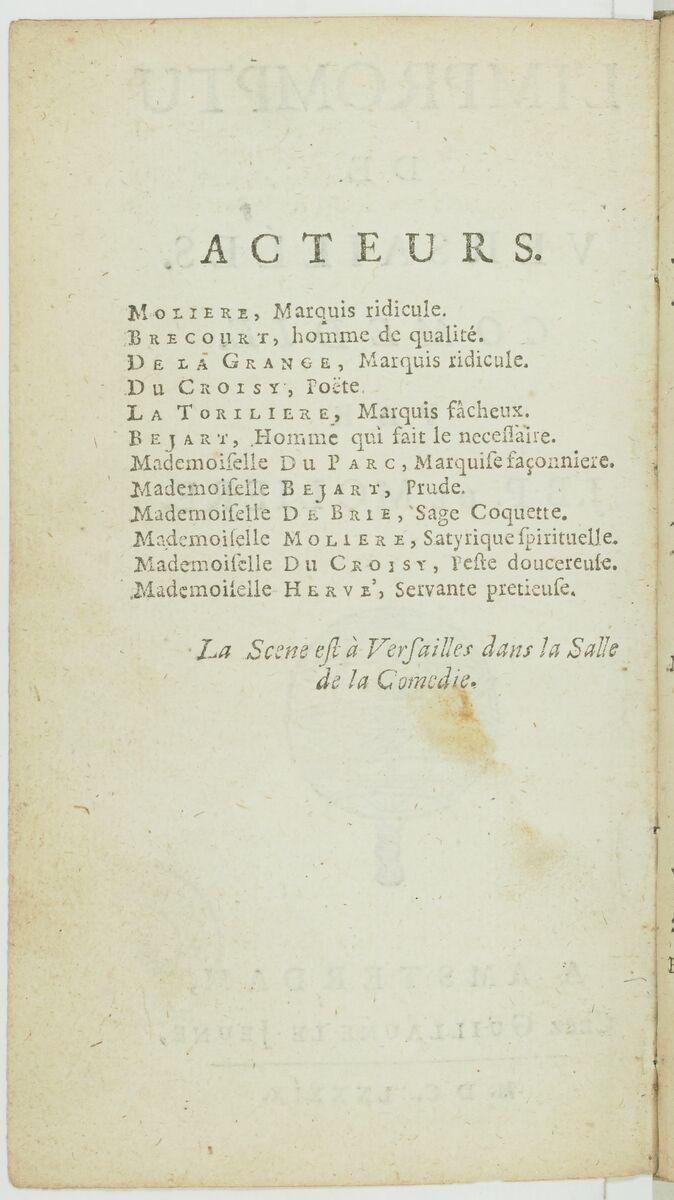 ACTEURS.
MOLIERE, Marquis ridicule.
BRECOURT, homme de qualité.
DE LA GRANGE, Marquis ridicule.
DU CROISY, Poëte.
LA TORILIERE, Marquis fâcheux.
BEJART, Homme qui fait le necessaire.
Mademoiſelle DU PARC, Marquiſe façonniere.
Mademoiſelle BEJART, Prude.
Mademoiſelle DE BRIE, Sage Coquette.
Mademoiſelle MOLIERE, Satyrique ſpirituelle.
Mademoiſelle DU CROISY, Peſte doucereuſe.
Mademoiſelle HERVE', Servante pretieuſe.
La Scene eſt à Verſailles dans la Salle
de la Comedie.